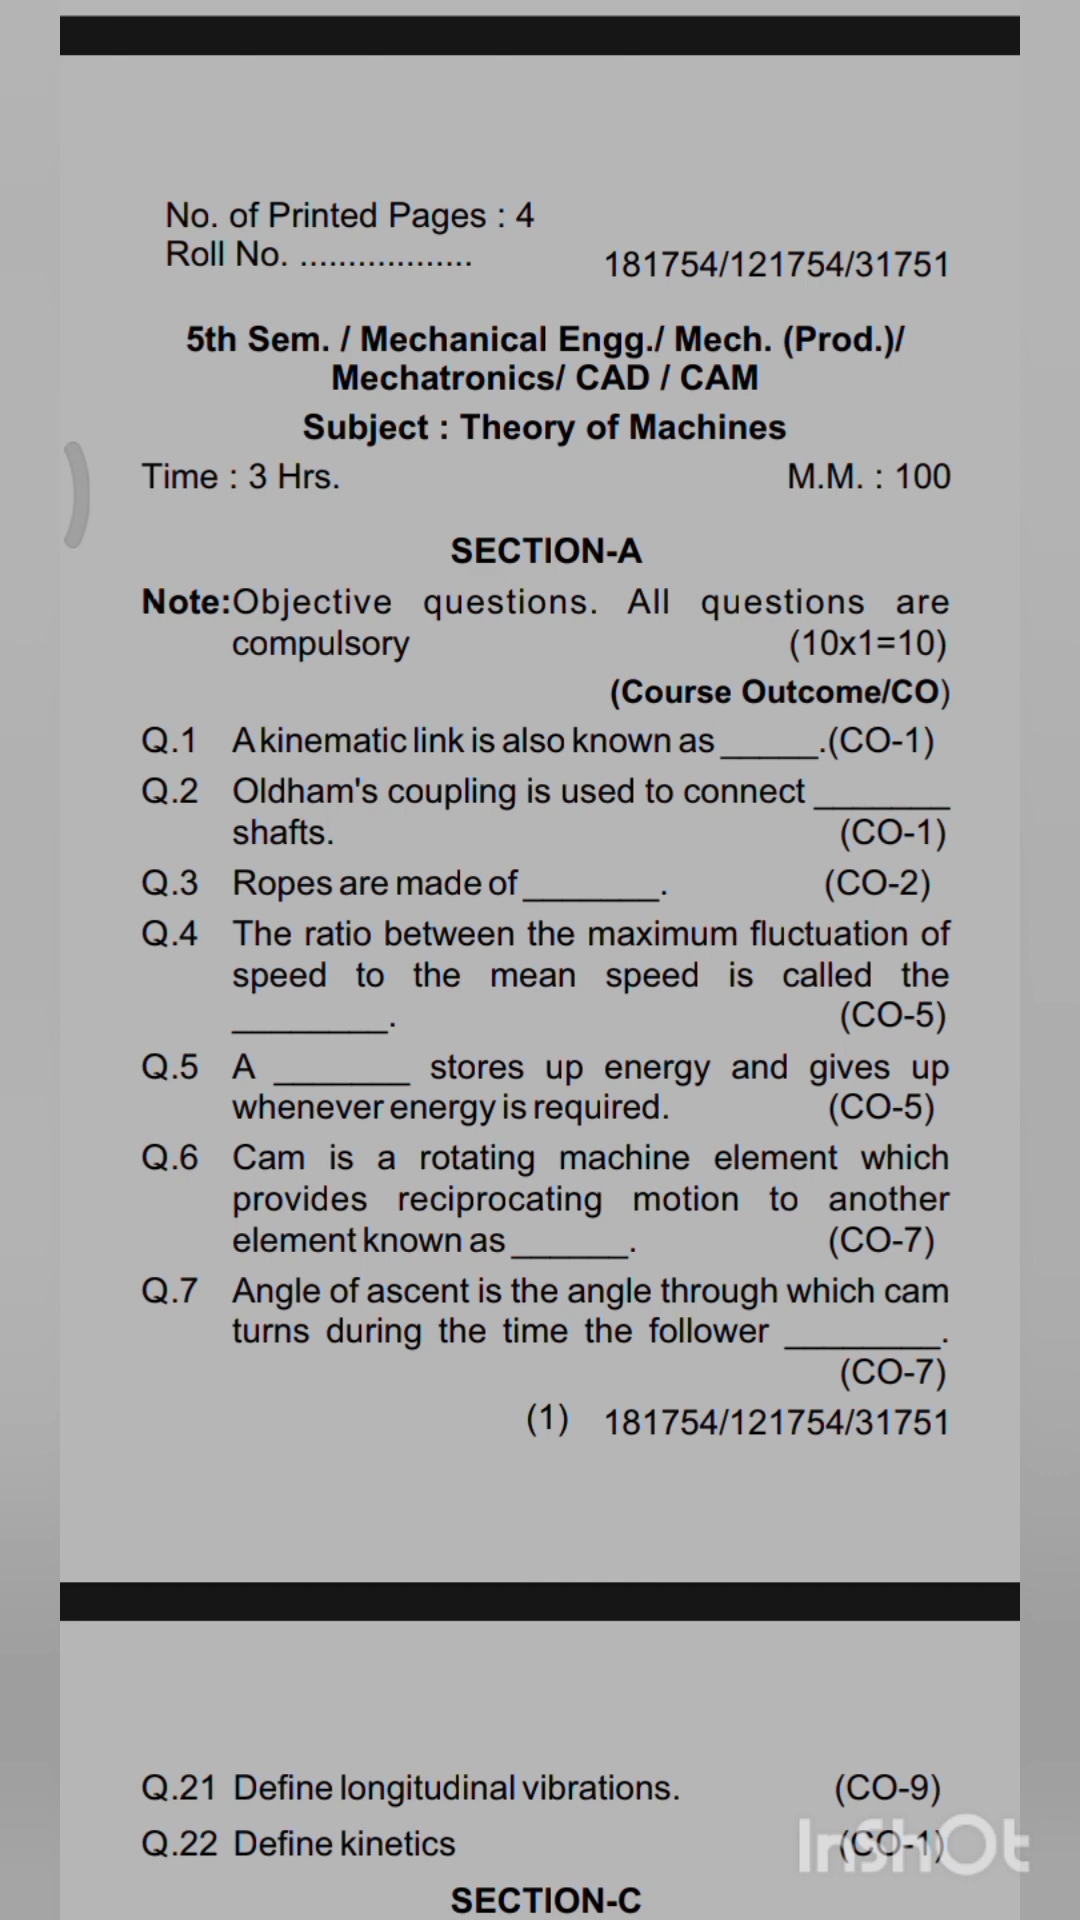 No. of Printed Pages : 4
Roll No. ..................
181754/121754/31751
5th Sem. / Mechanical Engg./ Mech. (Prod.)/
Mechatronics/ CAD / CAM
Subject : Theory of Machines
Time : 3 Hrs. M.M. : 100
SECTION-A
Note:Objective questions. All questions are
compulsory (10x1=10)
(Course Outcome/CO)
Q.1 A kinematic link is also known as _____.(CO-1)
Q.2 Oldham's coupling is used to connect _______
shafts. (CO-1)
Q.3 Ropes are made of _______. (CO-2)
Q.4 The ratio between the maximum fluctuation of
speed to the mean speed is called the
________. (CO-5)
Q.5 A _______ stores up energy and gives up
whenever energy is required. (CO-5)
Q.6 Cam is a rotating machine element which
provides reciprocating motion to another
element known as ______. (CO-7)
Q.7 Angle of ascent is the angle through which cam
turns during the time the follower ________.
(CO-7)
(1) 181754/121754/31751
Q.21 Define longitudinal vibrations. (CO-9)
Q.22 Define kinetics (CO-1)
InShOt
SECTION-C